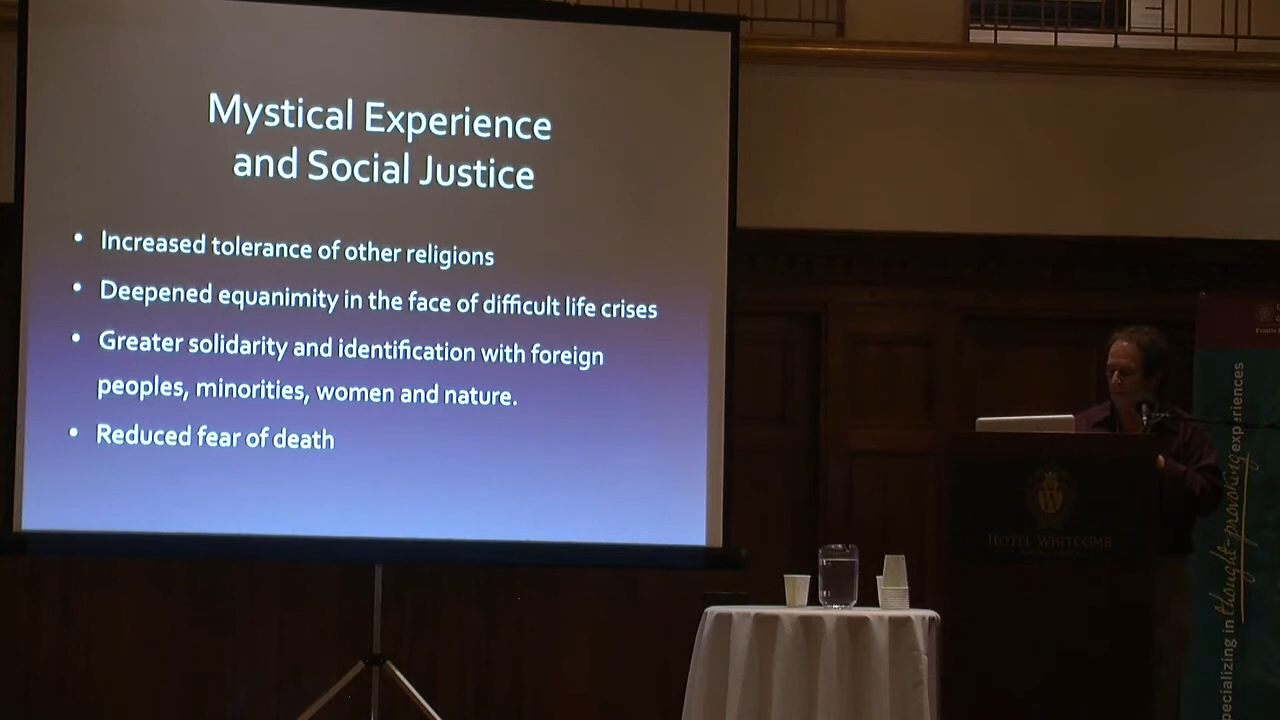 Mystical Experience
and Social Justice
• Increased tolerance of other religions
• Deepened equanimity in the face of difficult life crises
• Greater solidarity and identification with foreign
peoples, minorities, women and nature.
• Reduced fear of death
W
HOTEL WHITCOMB
pecializing in thought-provoking experiences